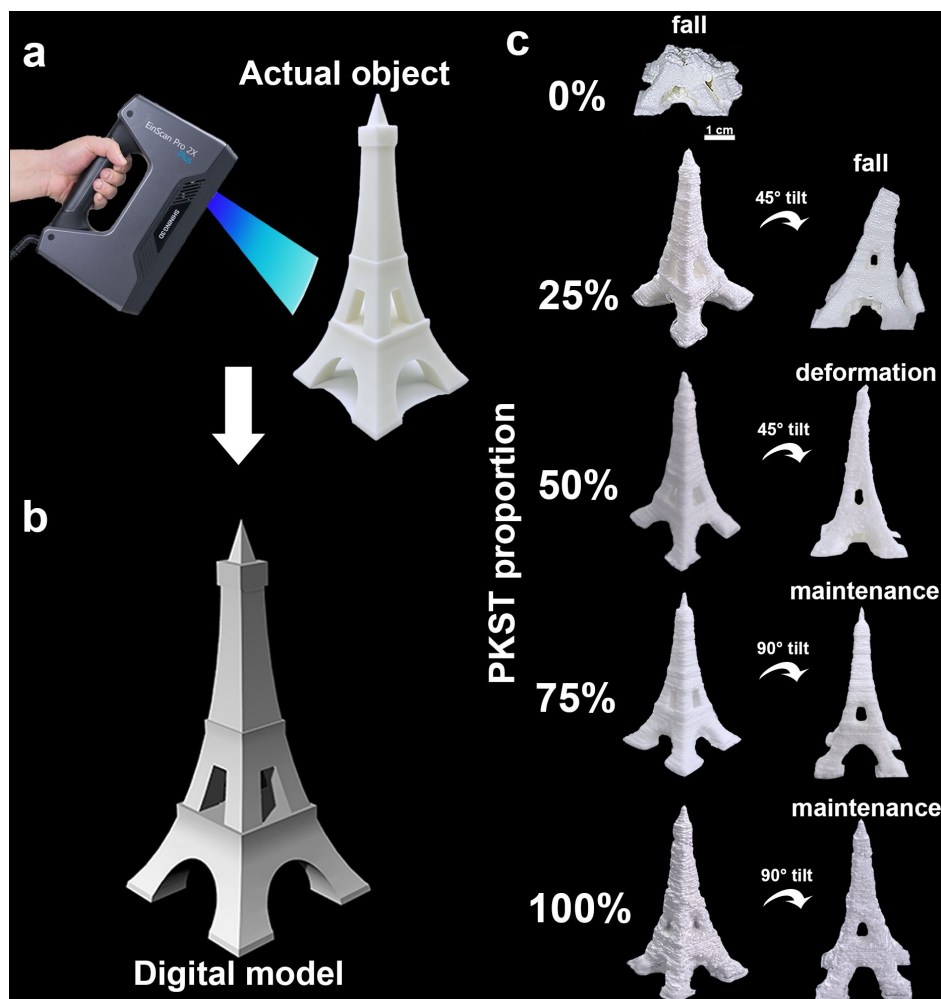 a
Actual object
EinScan Pro 2X
Plus
SHINING 3D
b
Digital model
c
PKST proportion
fall
0%
1 cm
25%
45° tilt
fall
50%
45° tilt
deformation
75%
90° tilt
maintenance
100%
90° tilt
maintenance